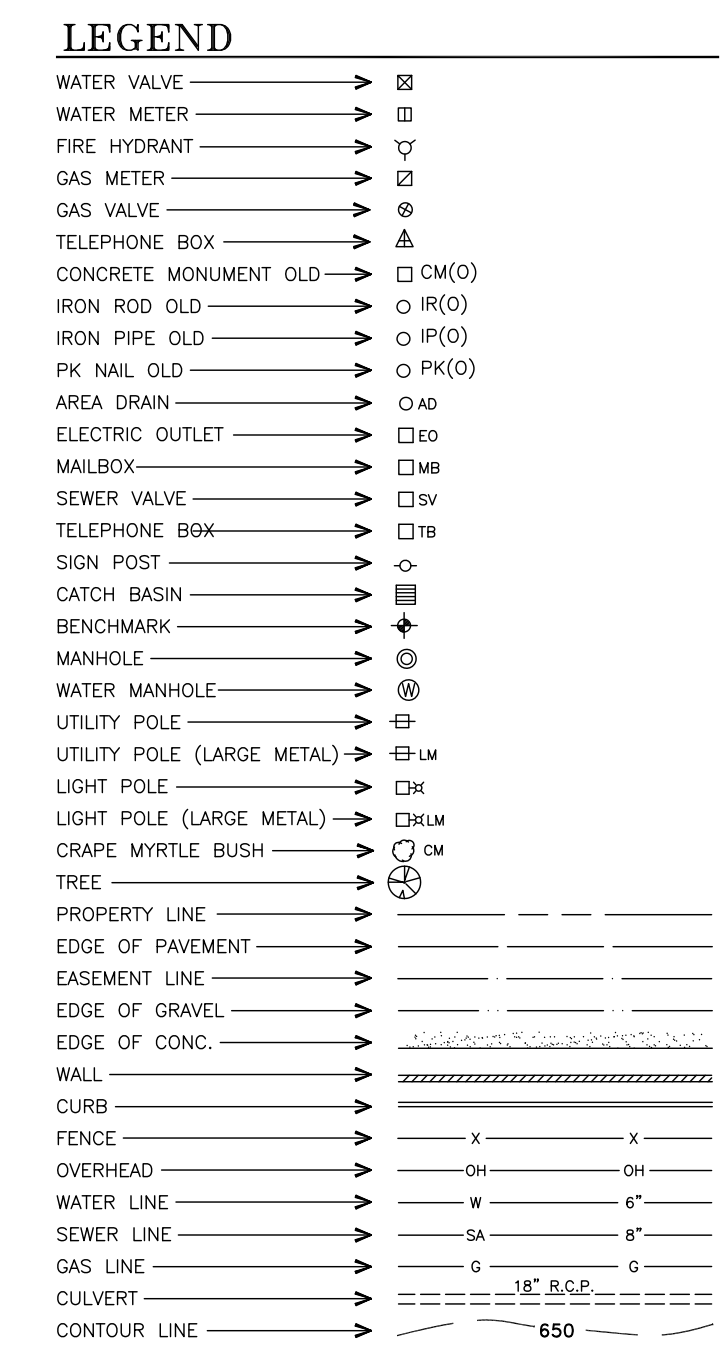 LEGEND
WATER VALVE
WATER METER
FIRE HYDRANT
GAS METER
GAS VALVE
TELEPHONE BOX
CONCRETE MONUMENT OLD CM(O)
IRON ROD OLD IR(O)
IRON PIPE OLD IP(O)
PK NAIL OLD PK(O)
AREA DRAIN AD
ELECTRIC OUTLET EO
MAILBOX MB
SEWER VALVE SV
TELEPHONE BOX TB
SIGN POST
CATCH BASIN
BENCHMARK
MANHOLE
WATER MANHOLE W
UTILITY POLE
UTILITY POLE (LARGE METAL) LM
LIGHT POLE
LIGHT POLE (LARGE METAL) LM
CRAPE MYRTLE BUSH CM
TREE
PROPERTY LINE
EDGE OF PAVEMENT
EASEMENT LINE
EDGE OF GRAVEL
EDGE OF CONC.
WALL
CURB
FENCE X X
OVERHEAD OH OH
WATER LINE W 6"
SEWER LINE SA 8"
GAS LINE G G
CULVERT 18" R.C.P.
CONTOUR LINE 650